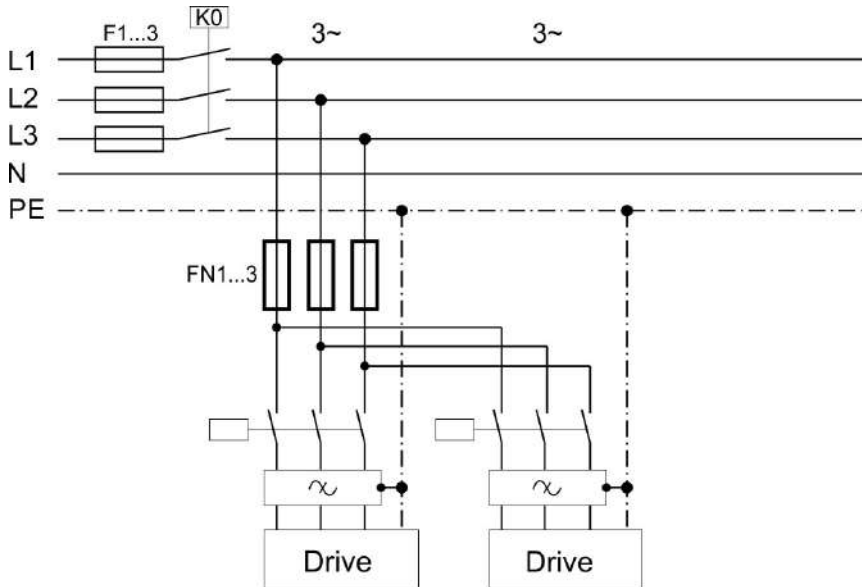 K0
F1...3
3~
3~
L1
L2
L3
N
PE
FN1...3
Drive
Drive